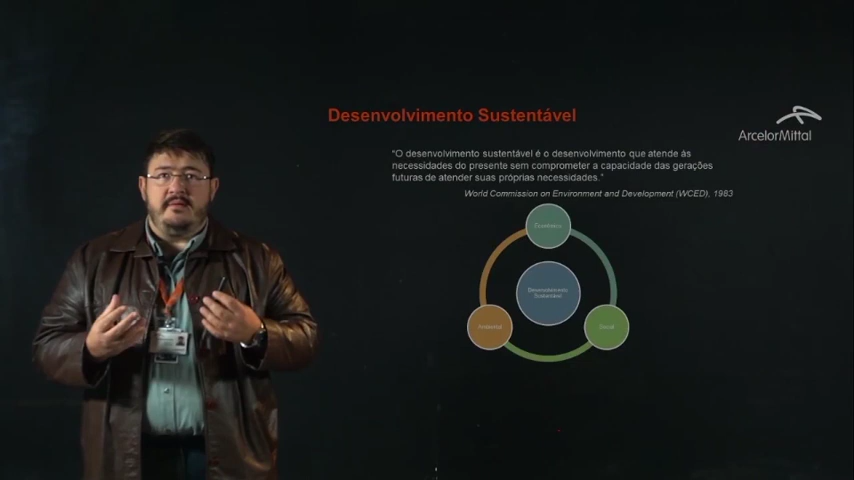 Desenvolvimento Sustentável
ArcelorMittal
"O desenvolvimento sustentável é o desenvolvimento que atende às
necessidades do presente sem comprometer a capacidade das gerações
futuras de atender suas próprias necessidades."
World Commission on Environment and Development (WCED), 1983
Econômico
Desenvolvimento
Sustentável
Ambiental
Social